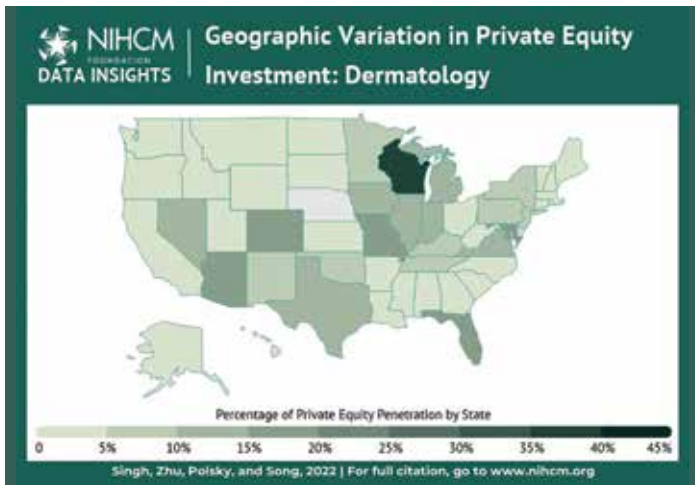 NIHCM
FOUNDATION
DATA INSIGHTS
Geographic Variation in Private Equity
Investment: Dermatology
Percentage of Private Equity Penetration by State
0 5% 10% 15% 20% 25% 30% 35% 40% 45%
Singh, Zhu, Polsky, and Song, 2022 | For full citation, go to www.nihcm.org